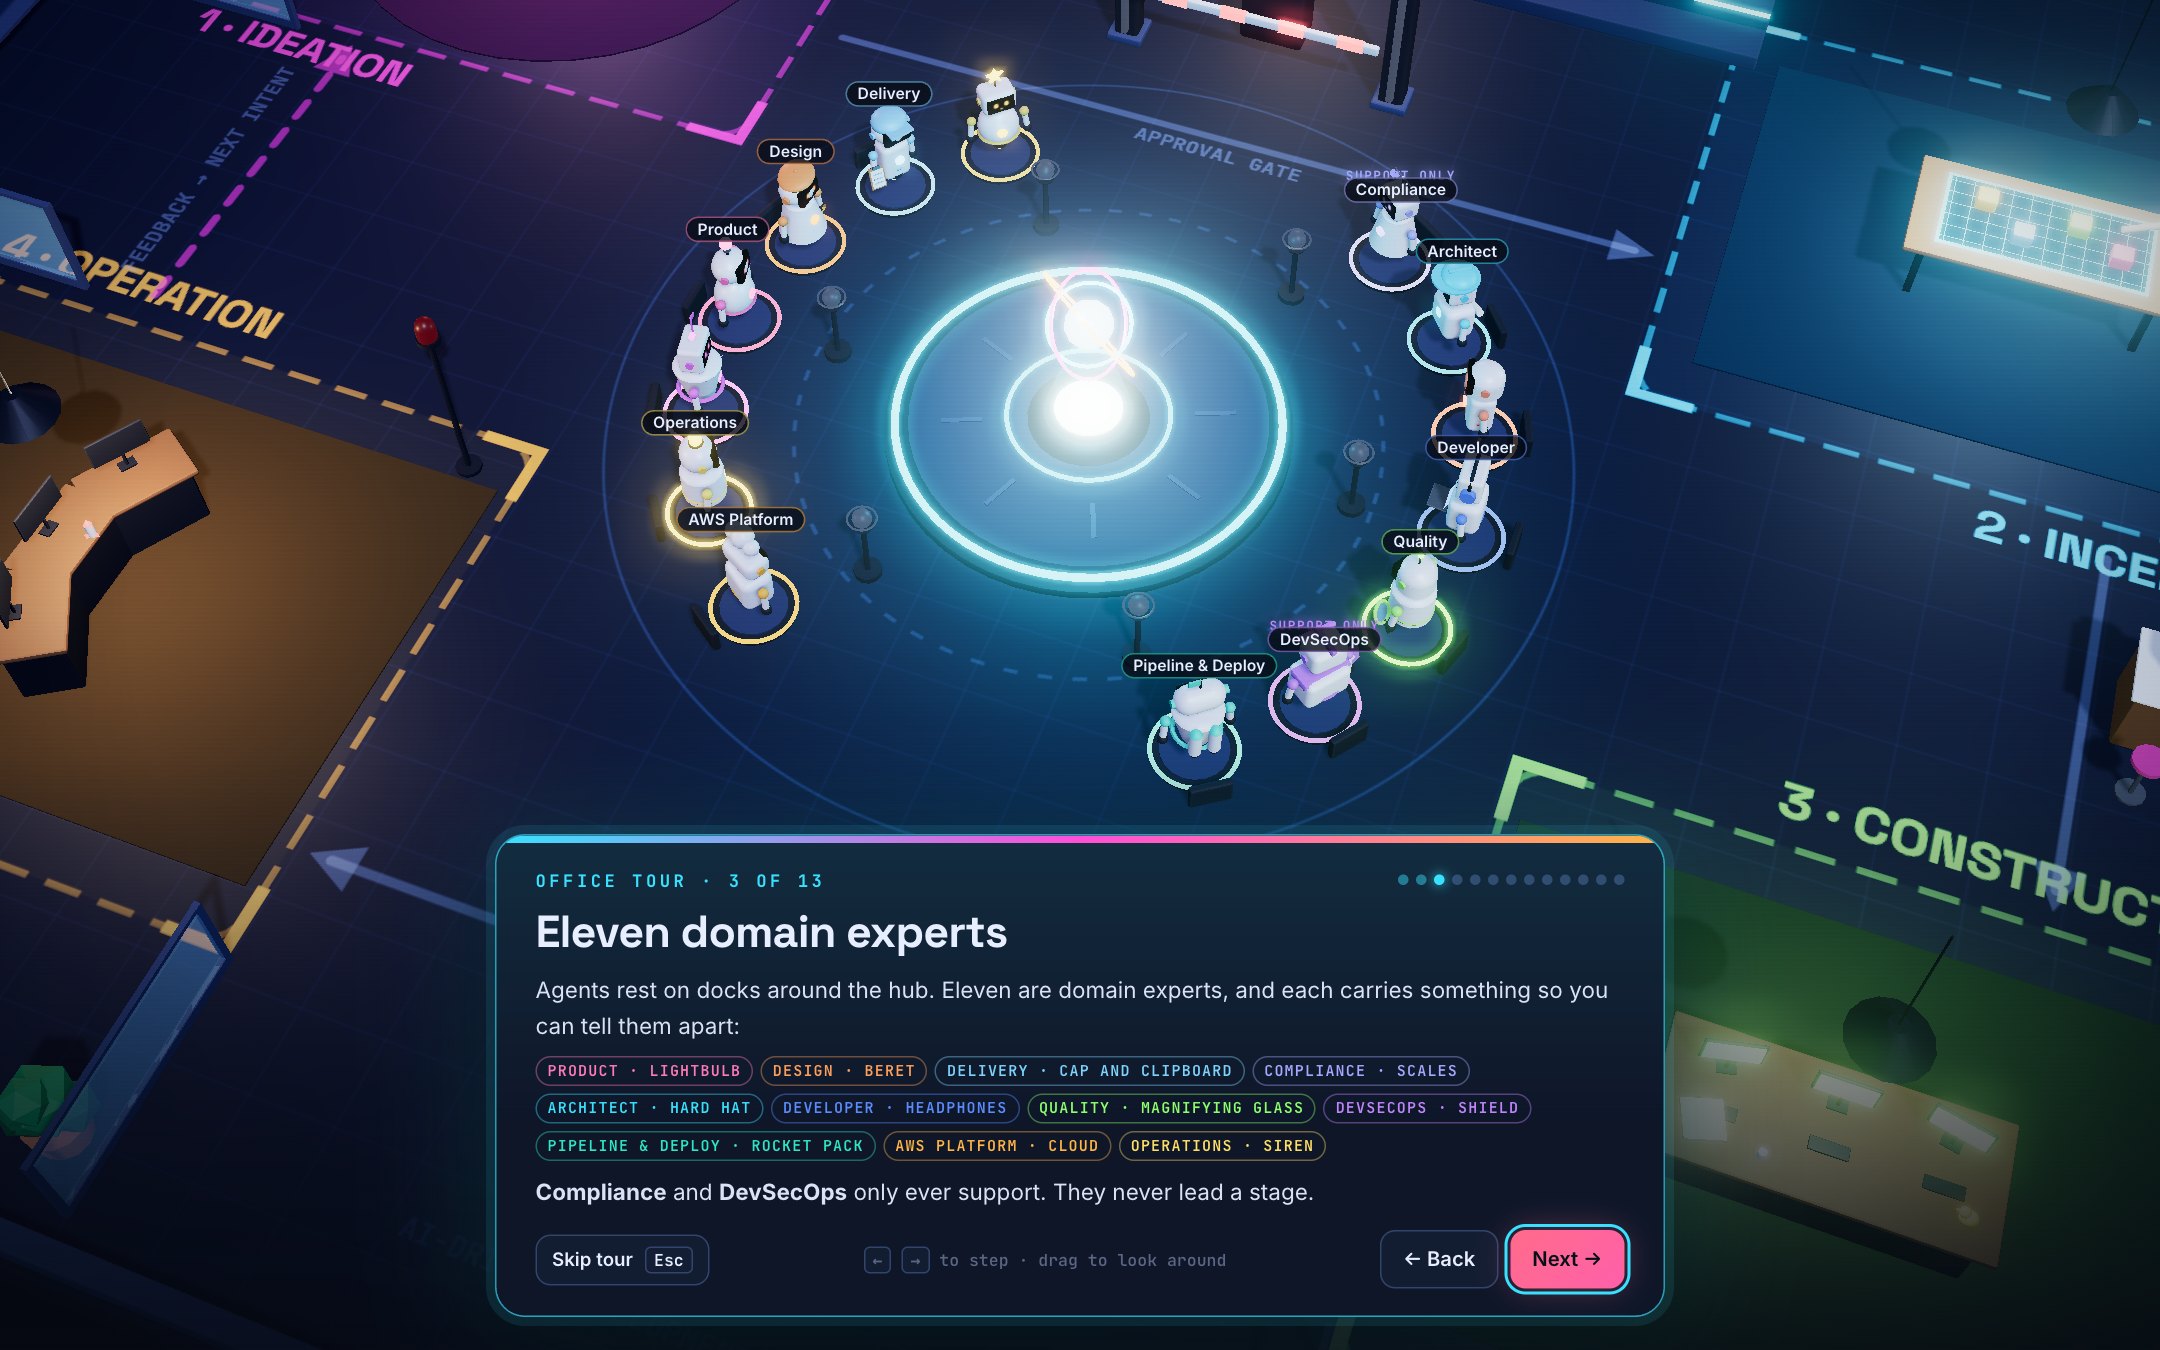 1·IDEATION
FEEDBACK → NEXT INTENT
4.OPERATION
APPROVAL GATE
Delivery
Design
Product
Operations
AWS Platform
SUPPORT ONLY
Compliance
Architect
Developer
Quality
SUPPORT ONLY
DevSecOps
Pipeline & Deploy
2·INCE
3·CONSTRUCT
OFFICE TOUR · 3 OF 13
Eleven domain experts
Agents rest on docks around the hub. Eleven are domain experts, and each carries something so you
can tell them apart:
PRODUCT · LIGHTBULB DESIGN · BERET DELIVERY · CAP AND CLIPBOARD COMPLIANCE · SCALES
ARCHITECT · HARD HAT DEVELOPER · HEADPHONES QUALITY · MAGNIFYING GLASS DEVSECOPS · SHIELD
PIPELINE & DEPLOY · ROCKET PACK AWS PLATFORM · CLOUD OPERATIONS · SIREN
Compliance and DevSecOps only ever support. They never lead a stage.
Skip tour Esc
← → to step · drag to look around
← Back
Next →